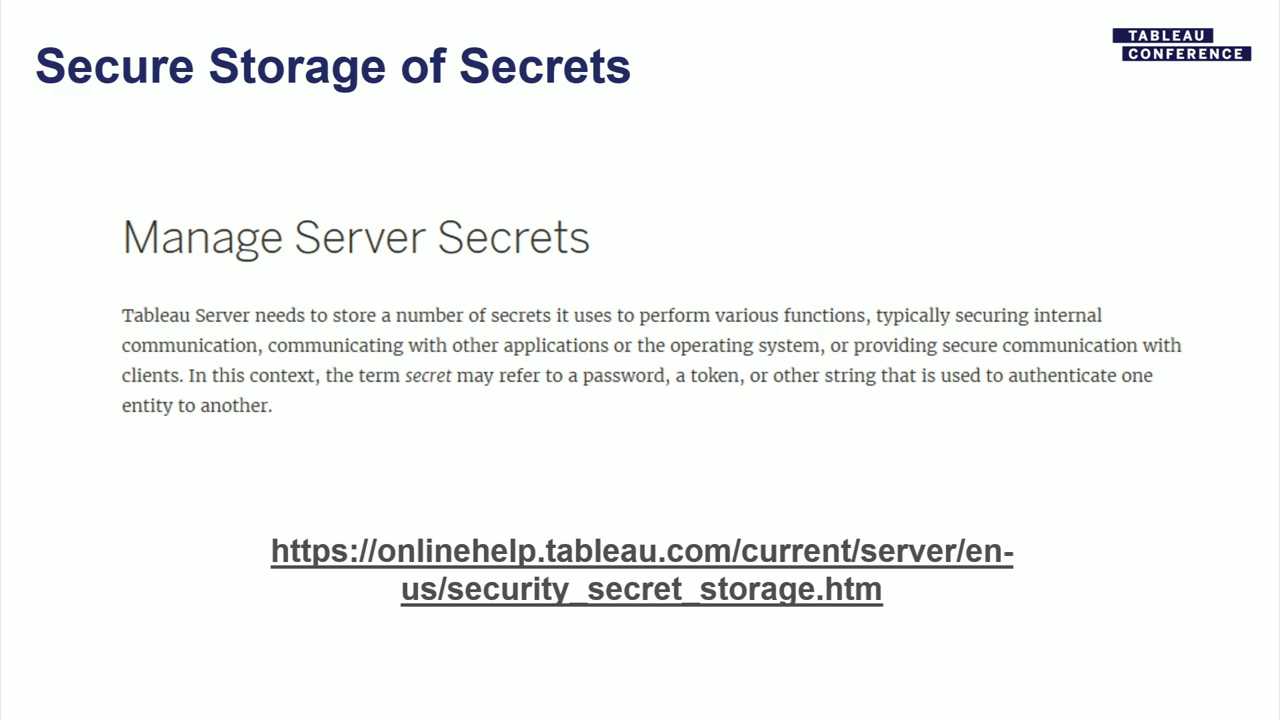 Secure Storage of Secrets
TABLEAU
CONFERENCE
Manage Server Secrets
Tableau Server needs to store a number of secrets it uses to perform various functions, typically securing internal
communication, communicating with other applications or the operating system, or providing secure communication with
clients. In this context, the term secret may refer to a password, a token, or other string that is used to authenticate one
entity to another.
https://onlinehelp.tableau.com/current/server/en-
us/security_secret_storage.htm